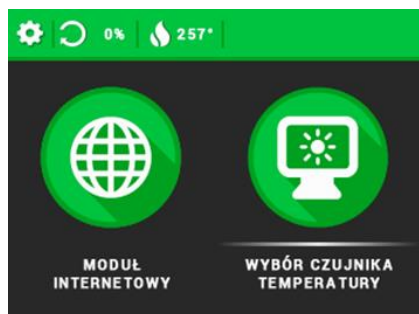 0% 257°
MODUŁ
INTERNETOWY
WYBÓR CZUJNIKA
TEMPERATURY